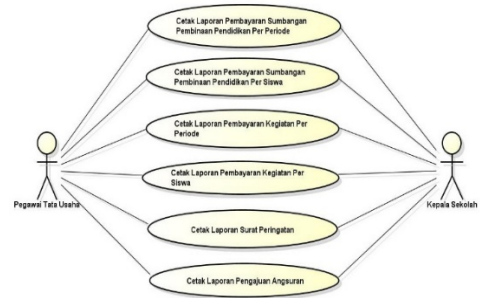 Cetak Laporan Pembayaran Sumbangan
Pembinaan Pendidikan Per Periode
Cetak Laporan Pembayaran Sumbangan
Pembinaan Pendidikan Per Siswa
Cetak Laporan Pembayaran Kegiatan Per
Periode
Cetak Laporan Pembayaran Kegiatan Per
Siswa
Pegawai Tata Usaha
Kepala Sekolah
Cetak Laporan Surat Peringatan
Cetak Laporan Pengajuan Angsuran